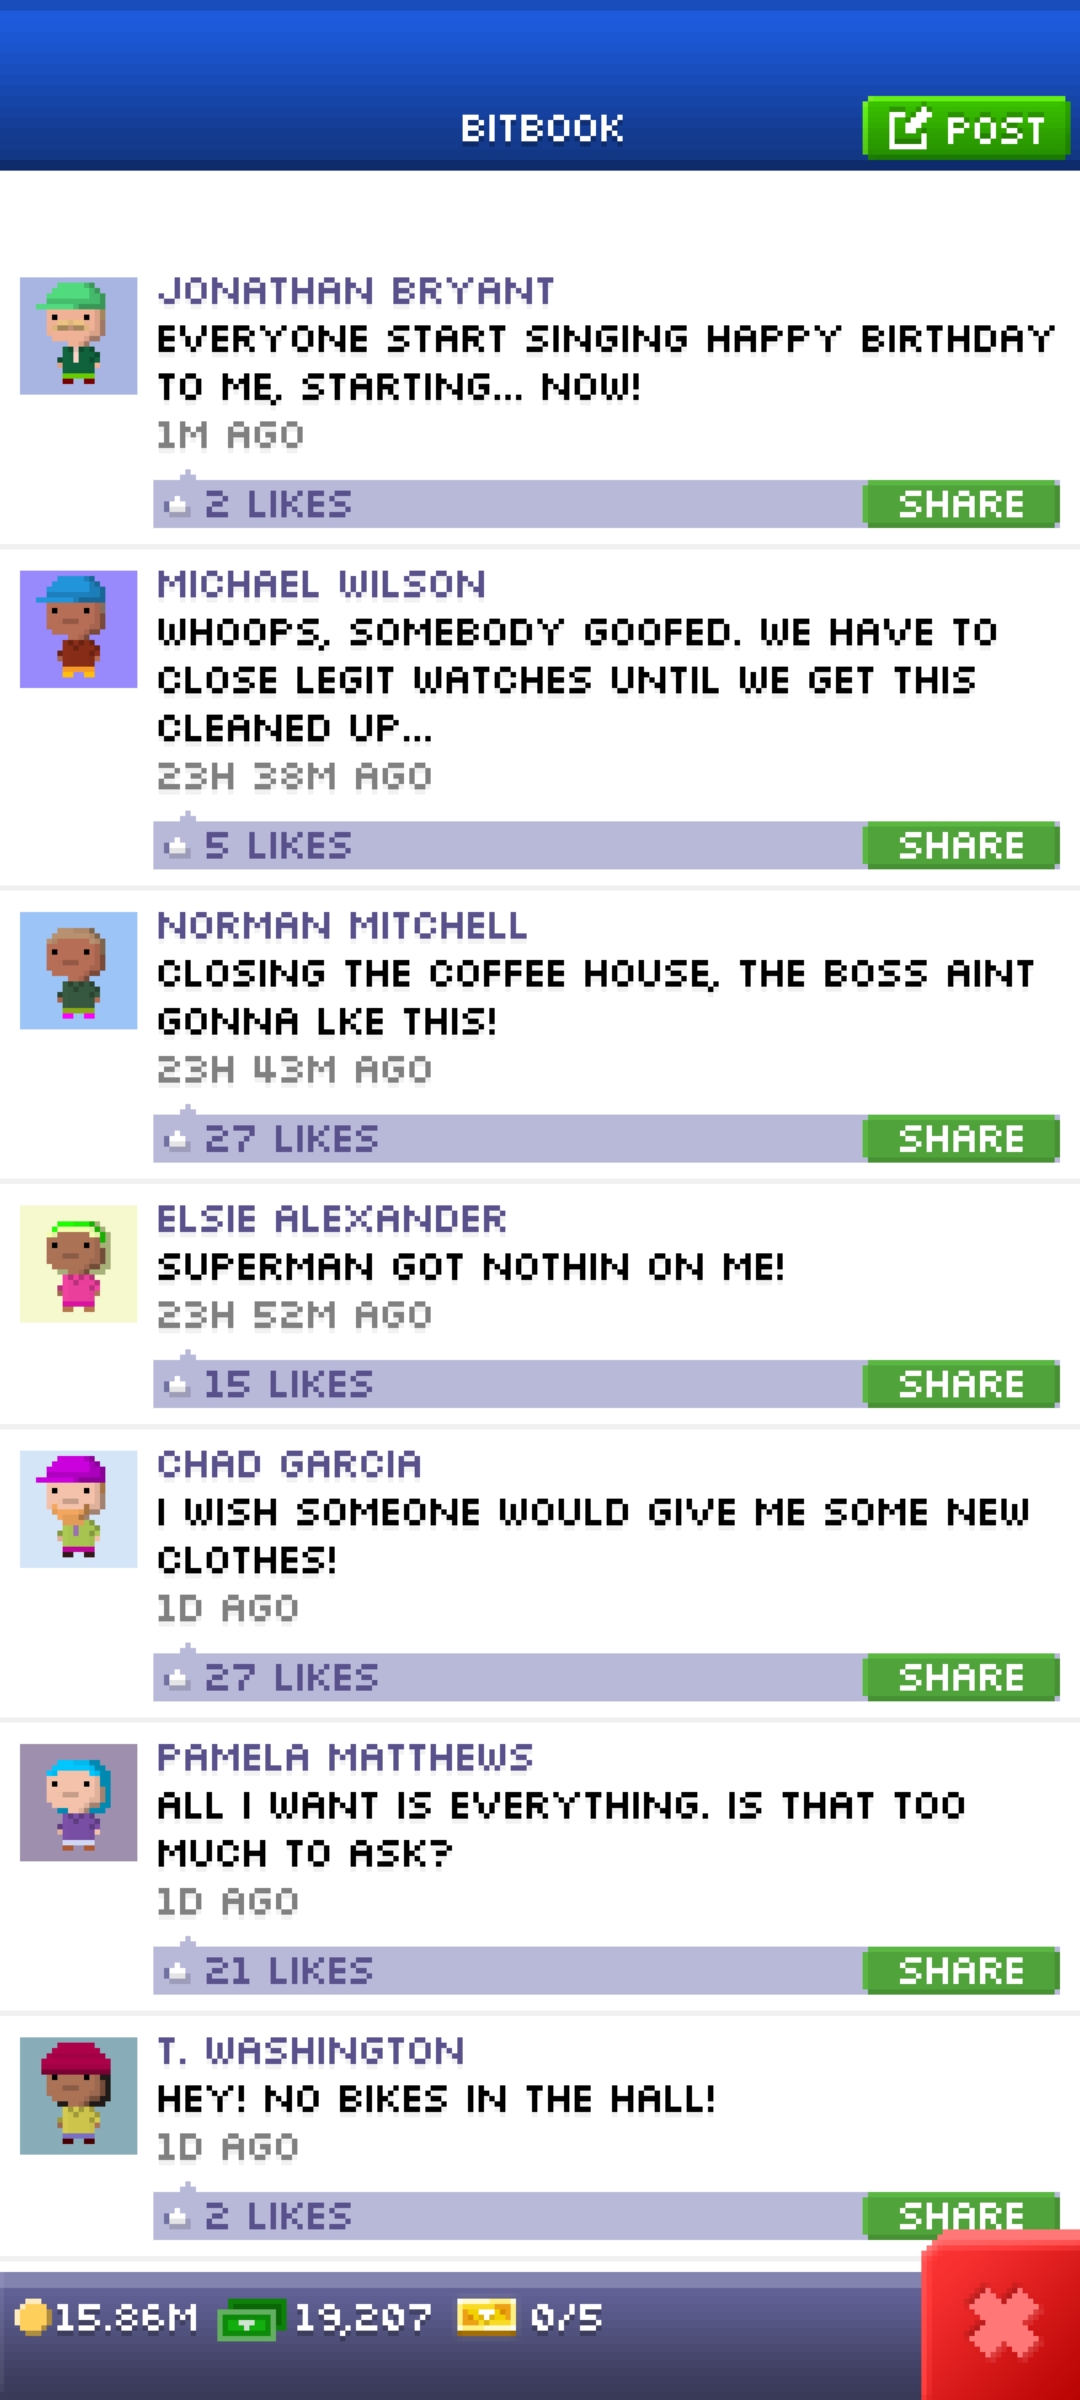 BITBOOK
POST
JONATHAN BRYANT
EVERYONE START SINGING HAPPY BIRTHDAY
TO ME, STARTING... NOW!
1M AGO
2 LIKES
SHARE
MICHAEL WILSON
WHOOPS, SOMEBODY GOOFED. WE HAVE TO
CLOSE LEGIT WATCHES UNTIL WE GET THIS
CLEANED UP...
23H 38M AGO
5 LIKES
SHARE
NORMAN MITCHELL
CLOSING THE COFFEE HOUSE, THE BOSS AINT
GONNA LKE THIS!
23H 43M AGO
27 LIKES
SHARE
ELSIE ALEXANDER
SUPERMAN GOT NOTHIN ON ME!
23H 52M AGO
15 LIKES
SHARE
CHAD GARCIA
I WISH SOMEONE WOULD GIVE ME SOME NEW
CLOTHES!
1D AGO
27 LIKES
SHARE
PAMELA MATTHEWS
ALL I WANT IS EVERYTHING. IS THAT TOO
MUCH TO ASK?
1D AGO
21 LIKES
SHARE
T. WASHINGTON
HEY! NO BIKES IN THE HALL!
1D AGO
2 LIKES
SHARE
15.86M 19,207 0/5